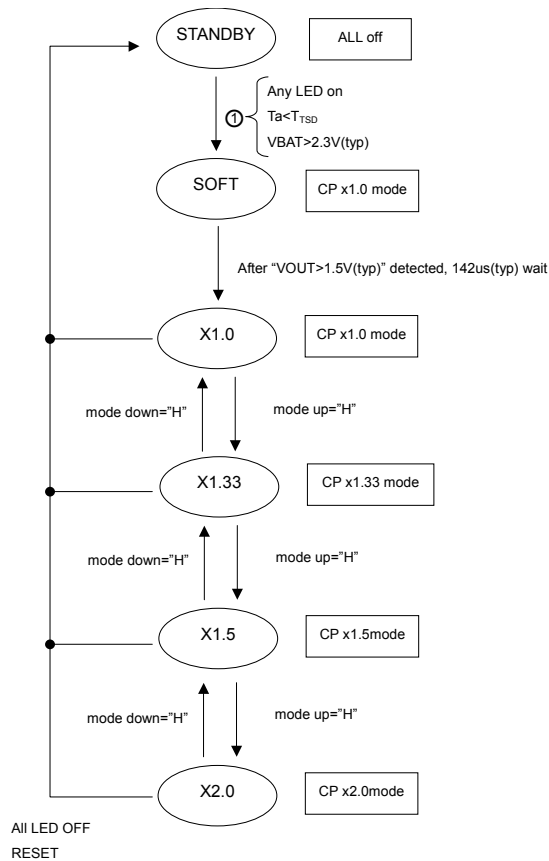 STANDBY
ALL off
Any LED on
① Ta<TTSD
VBAT>2.3V(typ)
SOFT
CP x1.0 mode
After “VOUT>1.5V(typ)” detected, 142us(typ) wait
X1.0
CP x1.0 mode
mode down=”H”
mode up=”H”
X1.33
CP x1.33 mode
mode down=”H”
mode up=”H”
X1.5
CP x1.5mode
mode down=”H”
mode up=”H”
X2.0
CP x2.0mode
All LED OFF
RESET